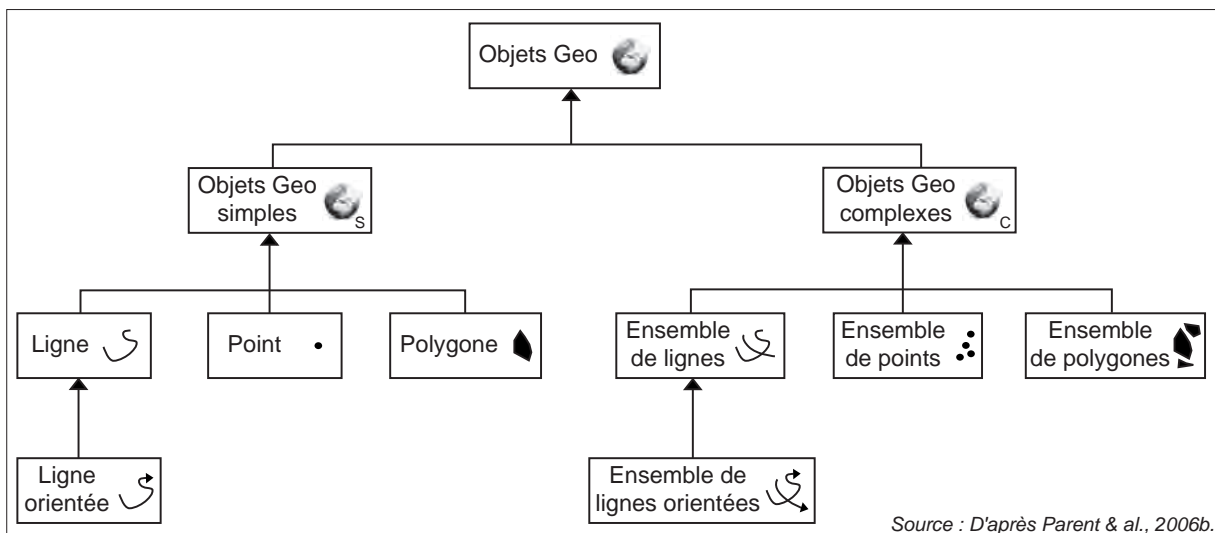 Objets Geo
Objets Geo
simples
S
Objets Geo
complexes
C
Ligne
Point
Polygone
Ensemble
de lignes
Ensemble
de points
Ensemble
de polygones
Ligne
orientée
Ensemble de
lignes orientées
Source : D'après Parent & al., 2006b.